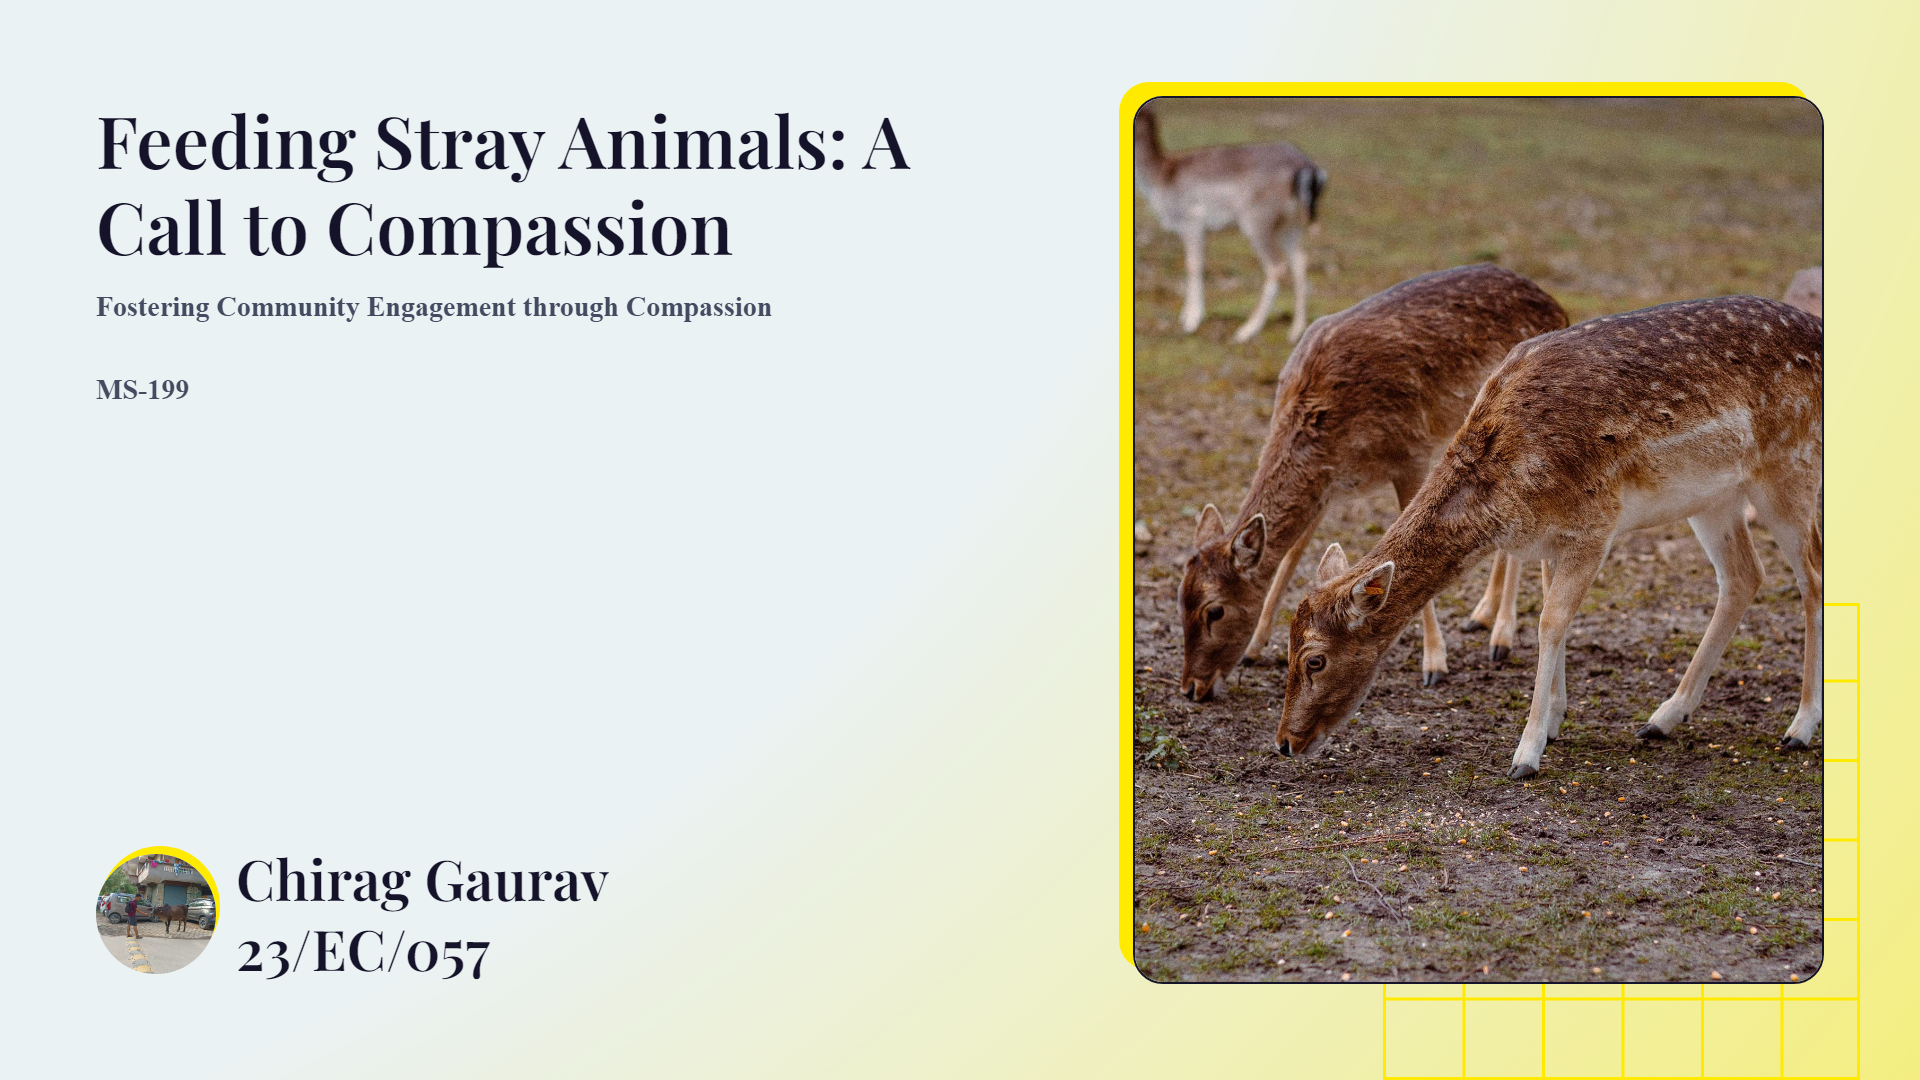 Feeding Stray Animals: A
Call to Compassion
Fostering Community Engagement through Compassion
MS-199
Chirag Gaurav
23/EC/057